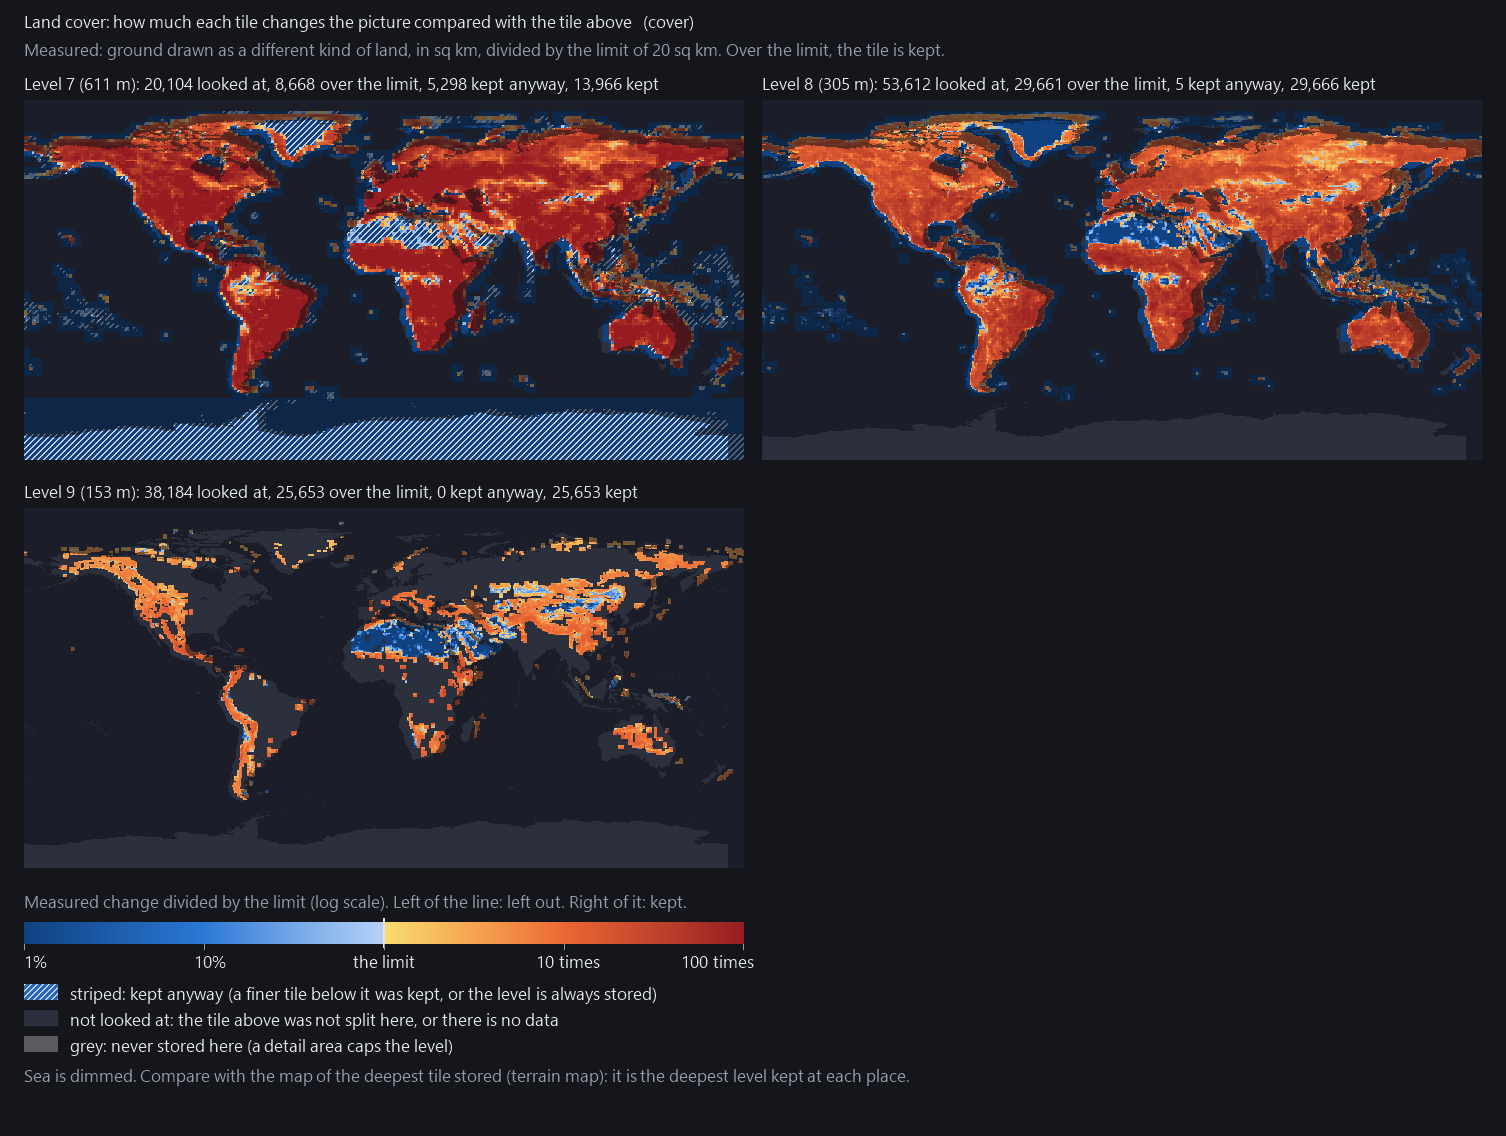 Land cover: how much each tile changes the picture compared with the tile above (cover)
Measured: ground drawn as a different kind of land, in sq km, divided by the limit of 20 sq km. Over the limit, the tile is kept.
Level 7 (611 m): 20,104 looked at, 8,668 over the limit, 5,298 kept anyway, 13,966 kept
Level 8 (305 m): 53,612 looked at, 29,661 over the limit, 5 kept anyway, 29,666 kept
Level 9 (153 m): 38,184 looked at, 25,653 over the limit, 0 kept anyway, 25,653 kept
Measured change divided by the limit (log scale). Left of the line: left out. Right of it: kept.
1% 10% the limit 10 times 100 times
striped: kept anyway (a finer tile below it was kept, or the level is always stored)
not looked at: the tile above was not split here, or there is no data
grey: never stored here (a detail area caps the level)
Sea is dimmed. Compare with the map of the deepest tile stored (terrain map): it is the deepest level kept at each place.